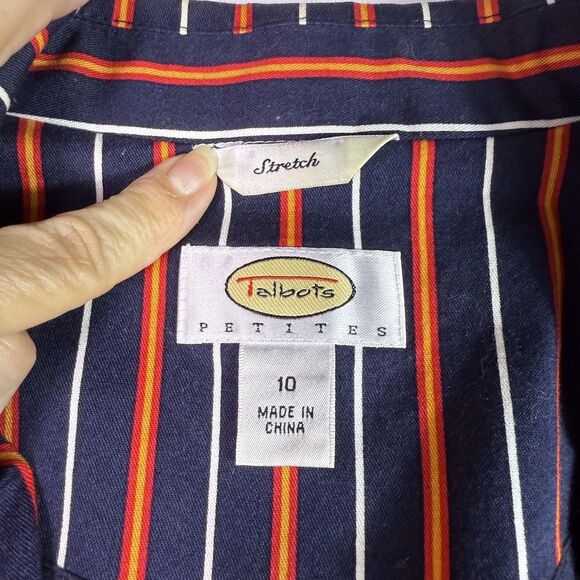 Stretch
Talbots
PETITES
10
MADE IN
CHINA